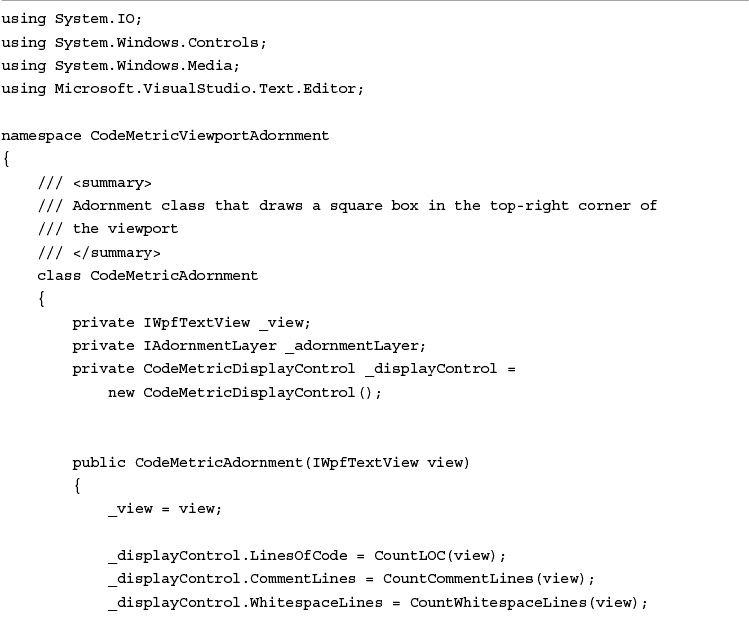 using System.IO;
using System.Windows.Controls;
using System.Windows.Media;
using Microsoft.VisualStudio.Text.Editor;

namespace CodeMetricViewportAdornment
{
    /// <summary>
    /// Adornment class that draws a square box in the top-right corner of
    /// the viewport
    /// </summary>
    class CodeMetricAdornment
    {
        private IWpfTextView _view;
        private IAdornmentLayer _adornmentLayer;
        private CodeMetricDisplayControl _displayControl =
            new CodeMetricDisplayControl();

        public CodeMetricAdornment(IWpfTextView view)
        {
            _view = view;

            _displayControl.LinesOfCode = CountLOC(view);
            _displayControl.CommentLines = CountCommentLines(view);
            _displayControl.WhitespaceLines = CountWhitespaceLines(view);